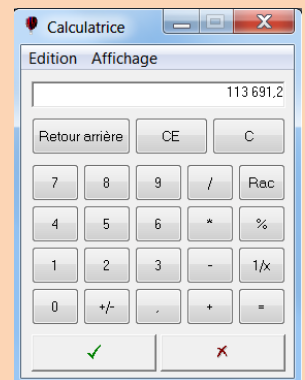 Calculatrice
Edition Affichage
113 691,2
Retour arrière CE C
7 8 9 / Rac
4 5 6 * %
1 2 3 - 1/x
0 +/- , + =